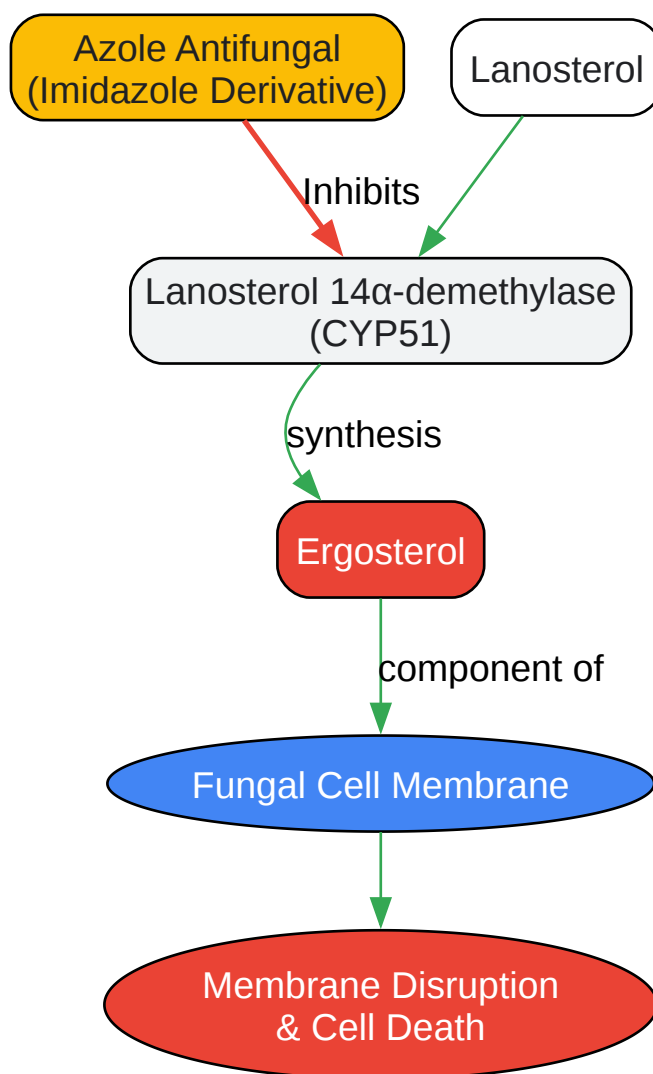 Azole Antifungal
(Imidazole Derivative)
Lanosterol
Inhibits
Lanosterol 14α-demethylase
(CYP51)
synthesis
Ergosterol
component of
Fungal Cell Membrane
Membrane Disruption
& Cell Death